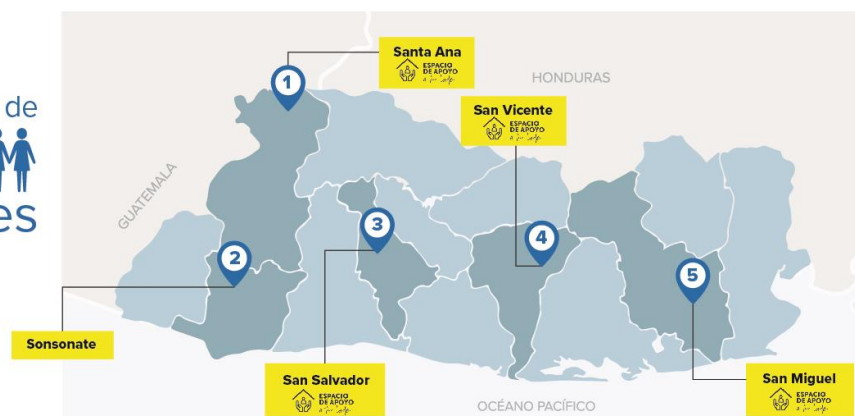 de
es
Santa Ana
ESPACIO
DE APOYO
1
HONDURAS
San Vicente
ESPACIO
DE APOYO
GUATEMALA
3
4
2
5
Sonsonate
San Salvador
ESPACIO
DE APOYO
San Miguel
ESPACIO
DE APOYO
OCÉANO PACÍFICO